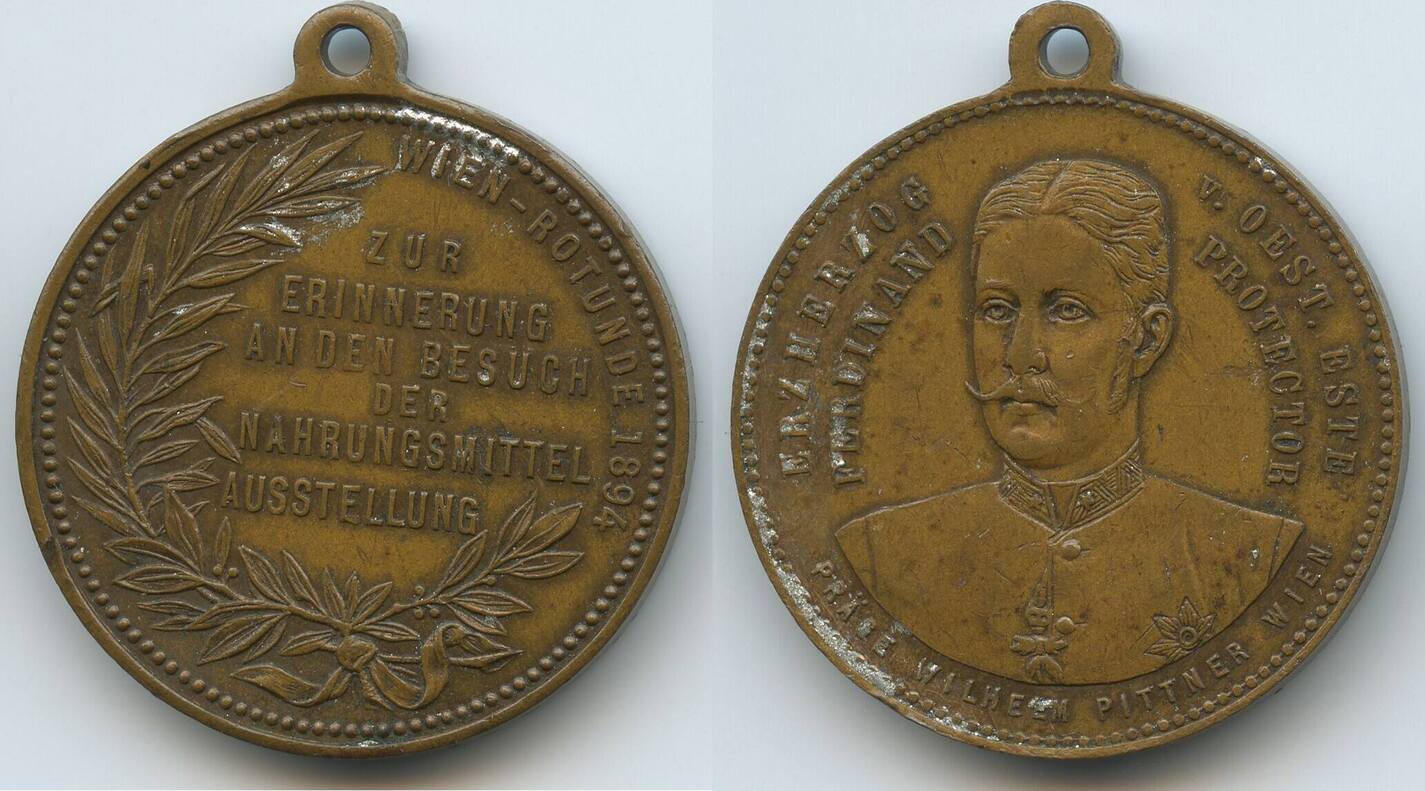 WIEN-ROTUNDE 1894
ZUR
ERINNERUNG
AN DEN BESUCH
DER
NAHRUNGSMITTEL
AUSSTELLUNG
ERZHERZOG
FERDINAND
v. OEST. ESTE
PROTECTOR
PRÄGE WILHELM PITTNER WIEN